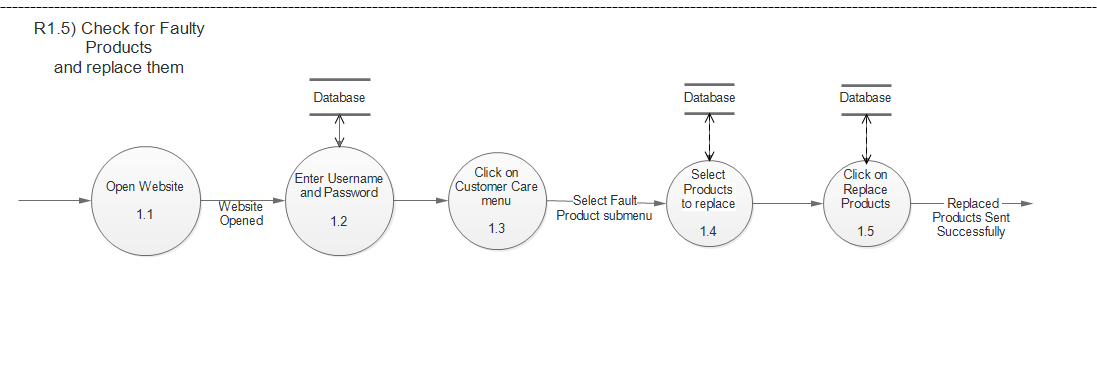 R1.5) Check for Faulty
Products
and replace them
Database
Database
Database
Open Website
1.1
Website
Opened
Enter Username
and Password
1.2
Click on
Customer Care
menu
1.3
Select Fault
Product submenu
Select
Products
to replace
1.4
Click on
Replace
Products
1.5
Replaced
Products Sent
Successfully